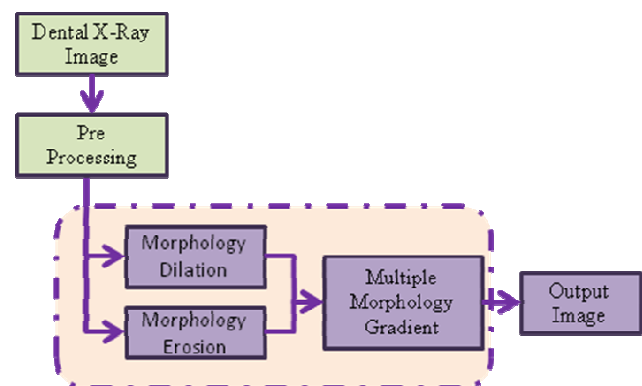 Dental X-Ray
Image
Pre
Processing
Morphology
Dilation
Morphology
Erosion
Multiple
Morphology
Gradient
Output
Image